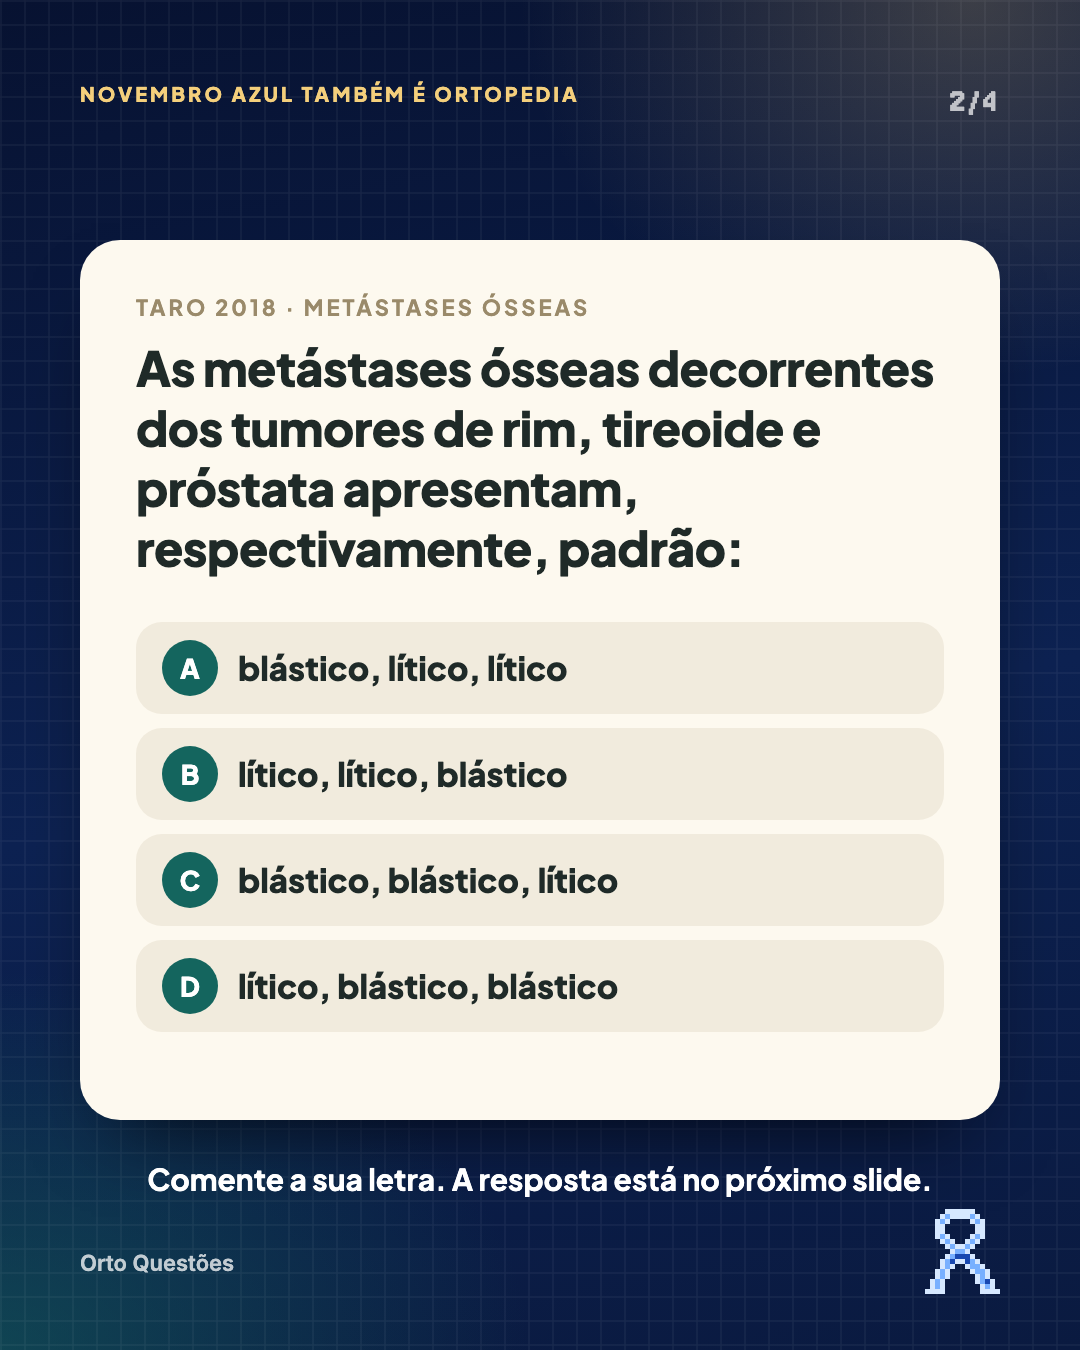 NOVEMBRO AZUL TAMBÉM É ORTOPEDIA
2/4
TARO 2018 · METÁSTASES ÓSSEAS
As metástases ósseas decorrentes
dos tumores de rim, tireoide e
próstata apresentam,
respectivamente, padrão:
A blástico, lítico, lítico
B lítico, lítico, blástico
C blástico, blástico, lítico
D lítico, blástico, blástico
Comente a sua letra. A resposta está no próximo slide.
Orto Questões